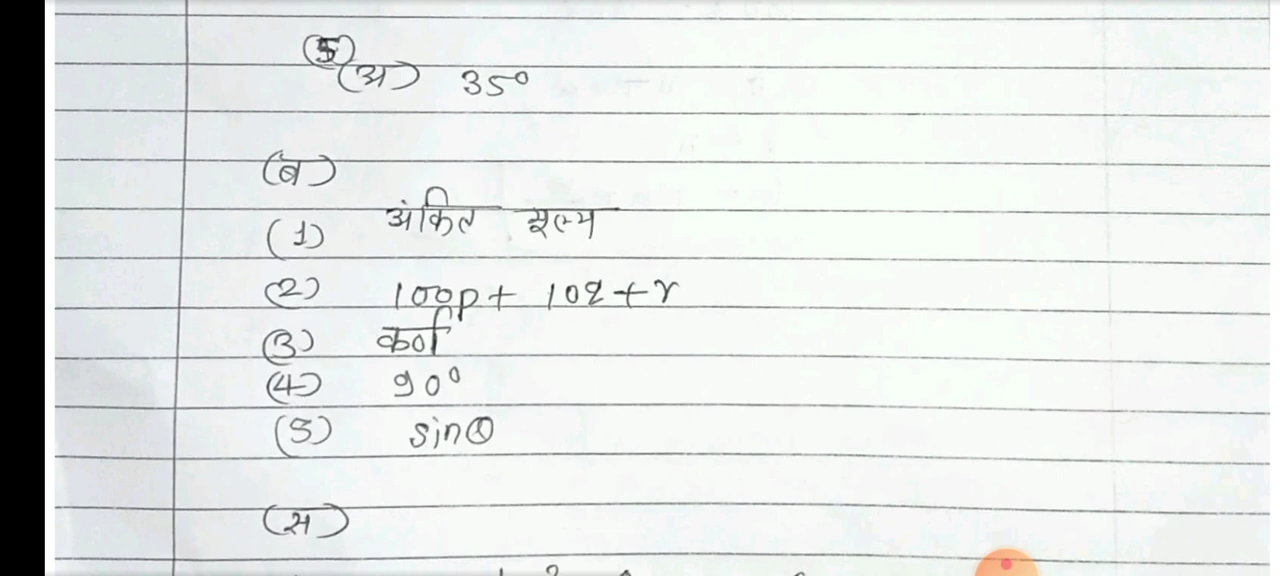 (5)
(अ) 35°
(ब)
(1) अंकित मूल्य
(2) 100p + 10q + r
(3) कर्ण
(4) 90°
(5) sinθ
(स)